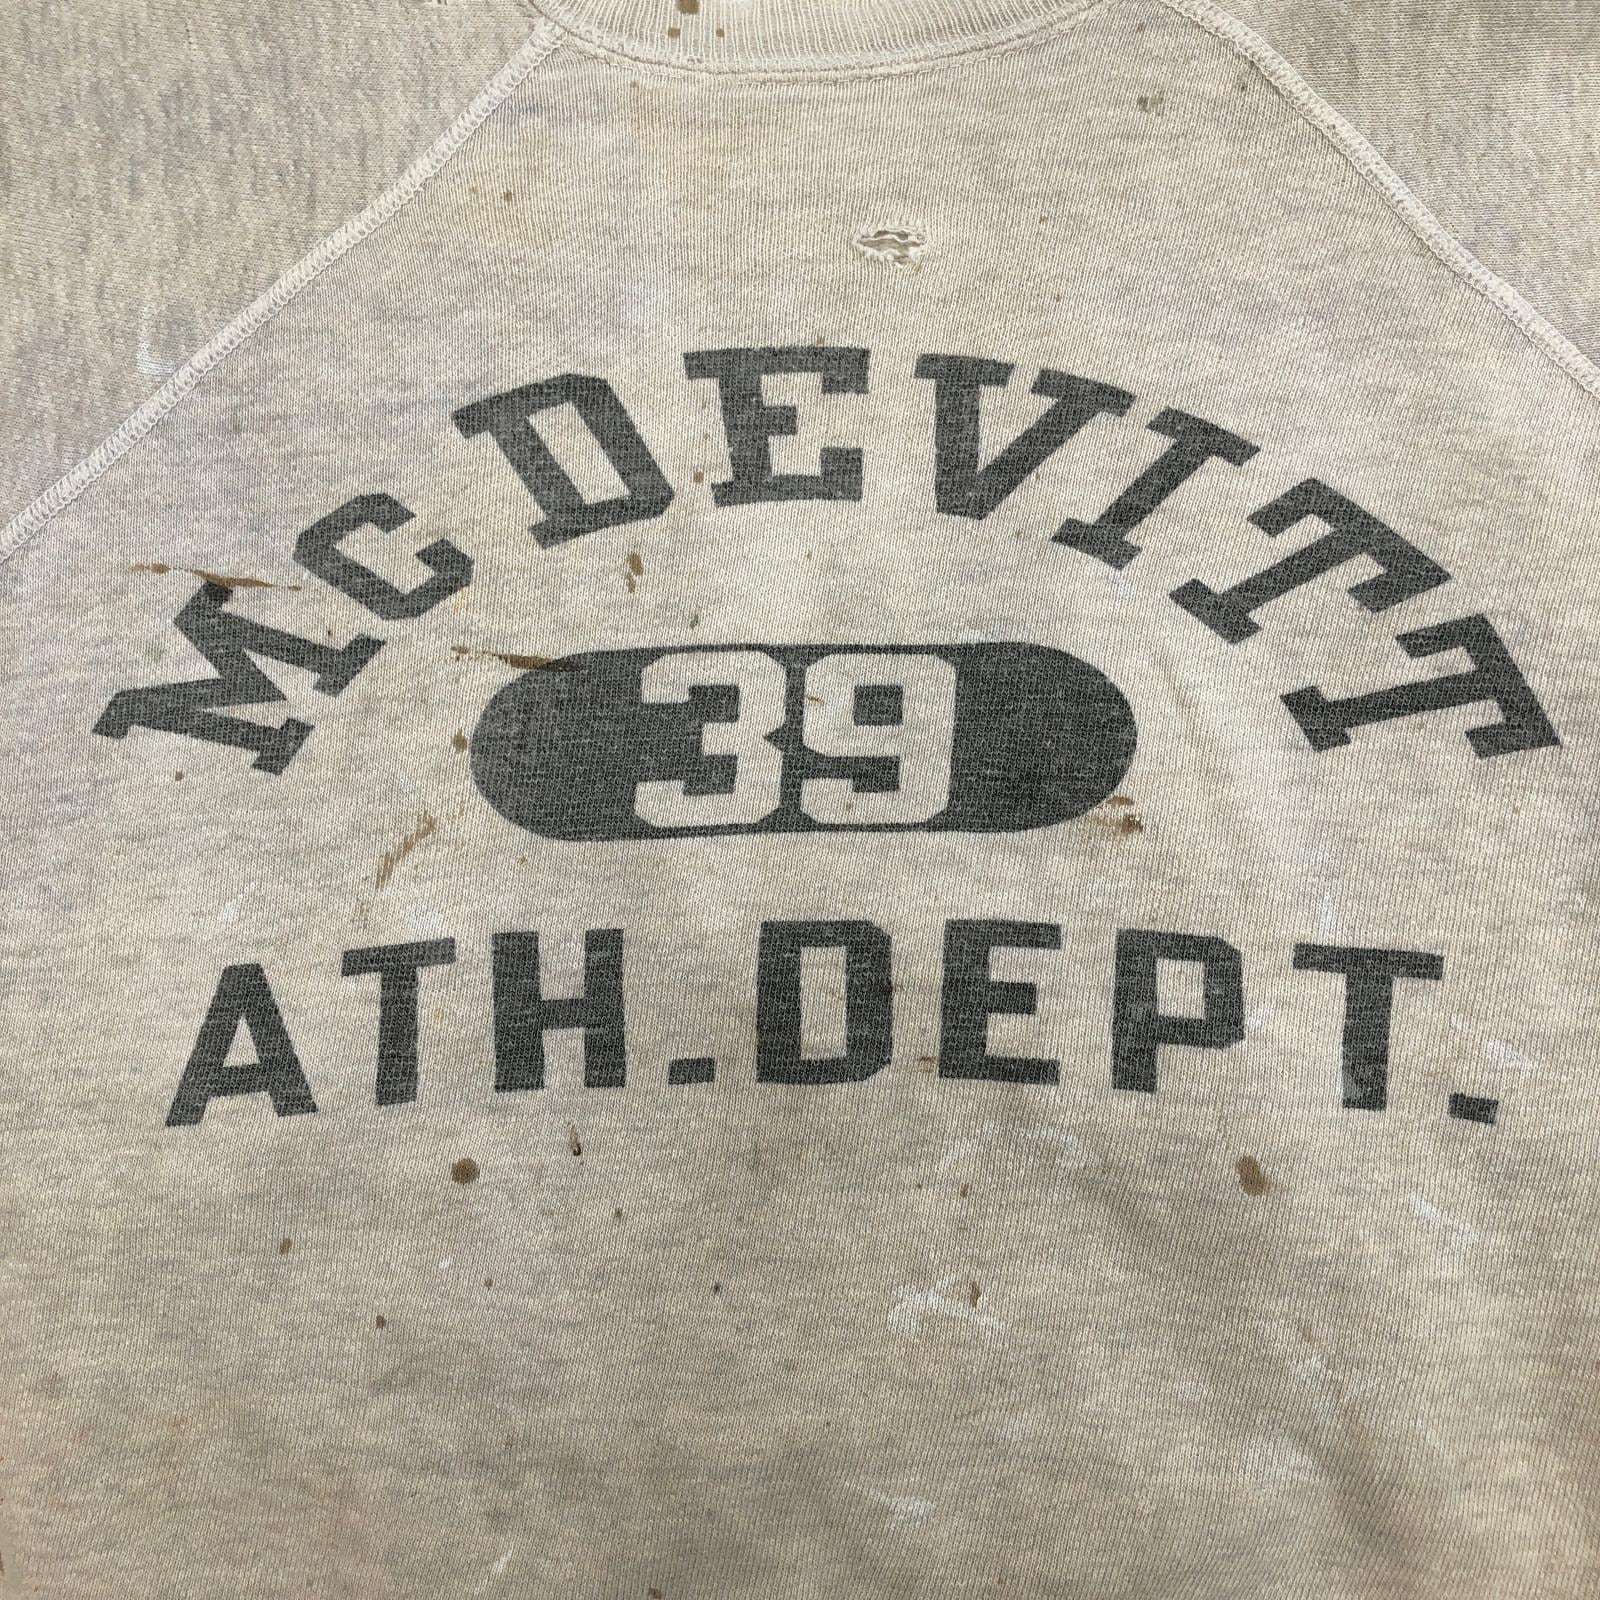 MC DEVITT
39
ATH. DEPT.